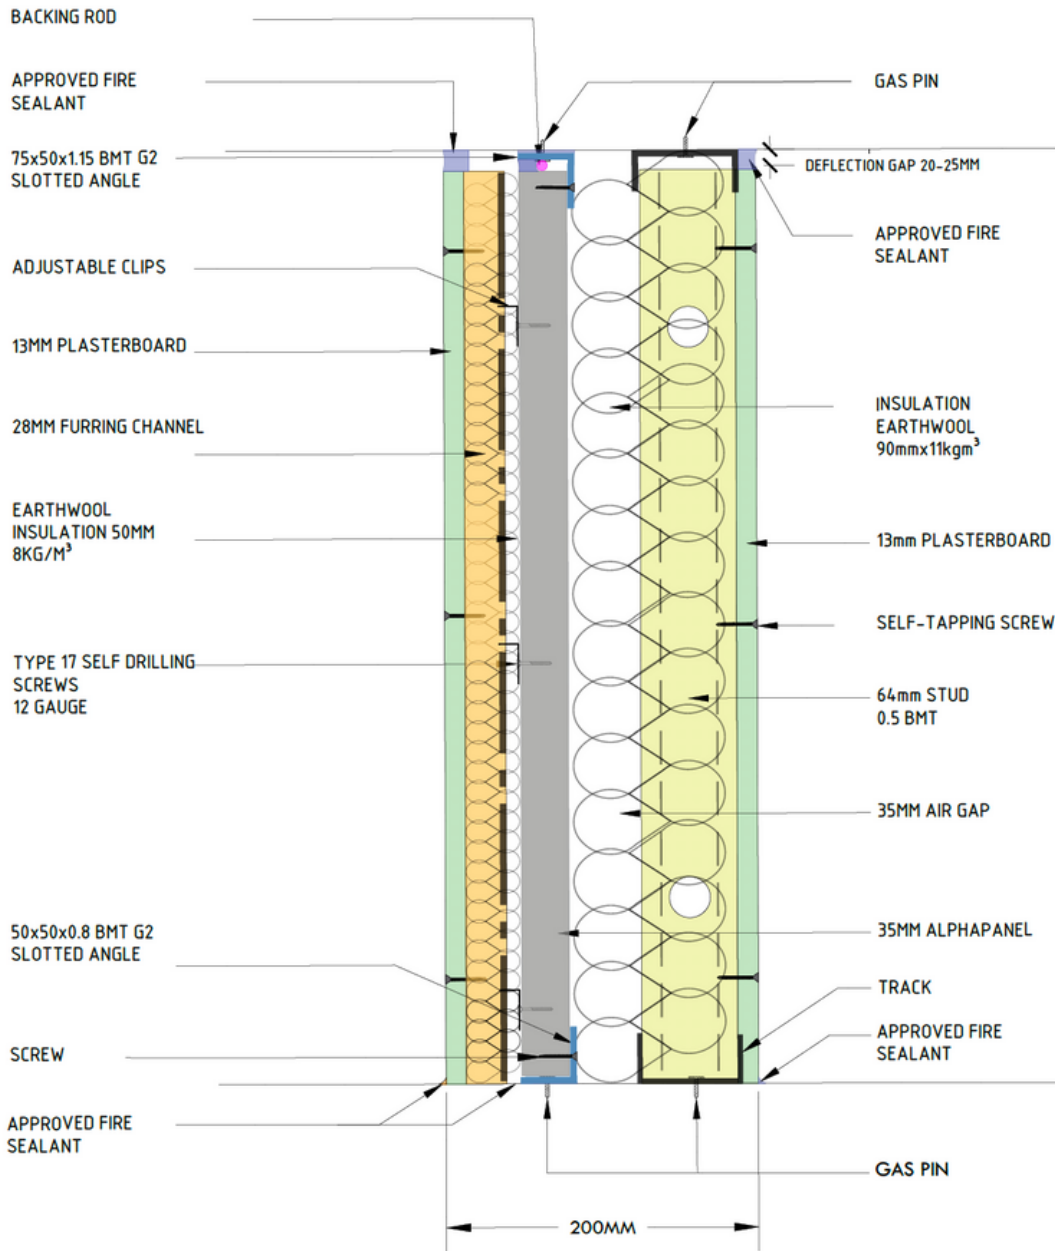 BACKING ROD
APPROVED FIRE
SEALANT
75x50x1.15 BMT G2
SLOTTED ANGLE
ADJUSTABLE CLIPS
13MM PLASTERBOARD
28MM FURRING CHANNEL
EARTHWOOL
INSULATION 50MM
8KG/M³
TYPE 17 SELF DRILLING
SCREWS
12 GAUGE
50x50x0.8 BMT G2
SLOTTED ANGLE
SCREW
APPROVED FIRE
SEALANT
GAS PIN
DEFLECTION GAP 20-25MM
APPROVED FIRE
SEALANT
INSULATION
EARTHWOOL
90mmx11kgm³
13mm PLASTERBOARD
SELF-TAPPING SCREW
64mm STUD
0.5 BMT
35MM AIR GAP
35MM ALPHAPANEL
TRACK
APPROVED FIRE
SEALANT
GAS PIN
200MM